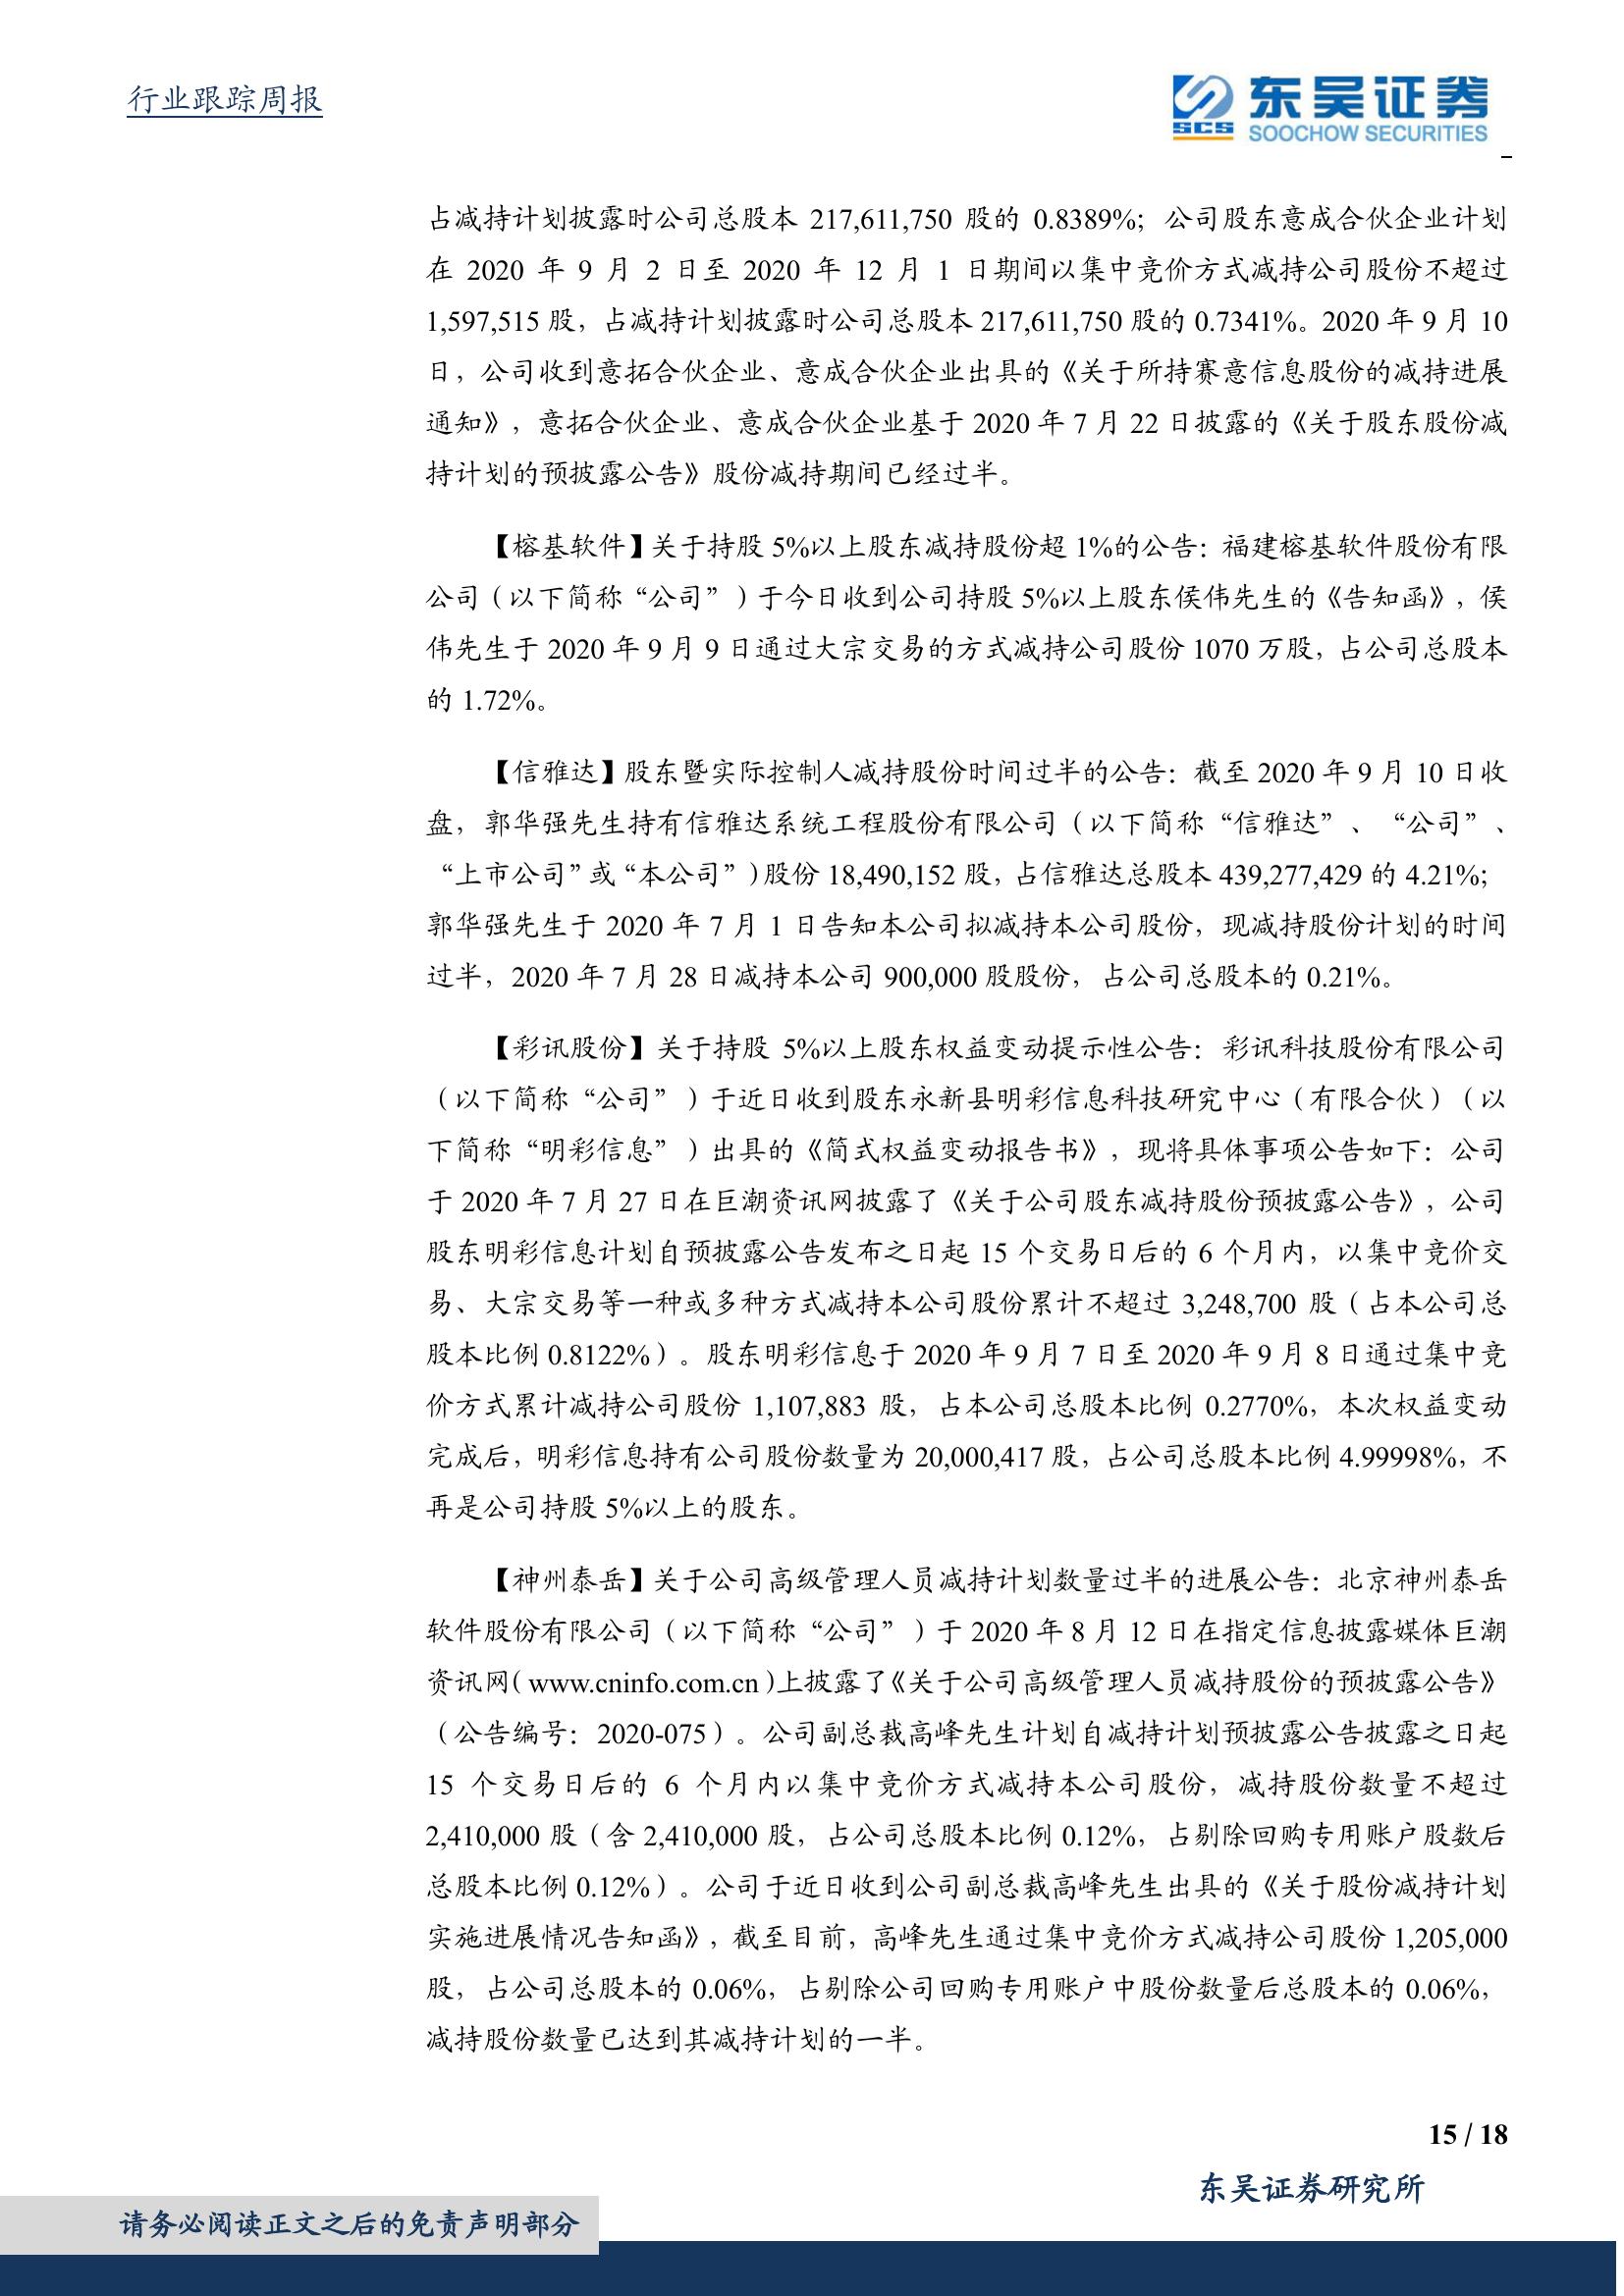 行业跟踪周报
SCS
东吴证券
SOOCHOW SECURITIES
占减持计划披露时公司总股本 217,611,750 股的 0.8389%；公司股东意成合伙企业计划
在 2020 年 9 月 2 日至 2020 年 12 月 1 日期间以集中竞价方式减持公司股份不超过
1,597,515 股，占减持计划披露时公司总股本 217,611,750 股的 0.7341%。2020 年 9 月 10
日，公司收到意拓合伙企业、意成合伙企业出具的《关于所持赛意信息股份的减持进展
通知》，意拓合伙企业、意成合伙企业基于 2020 年 7 月 22 日披露的《关于股东股份减
持计划的预披露公告》股份减持期间已经过半。
【榕基软件】关于持股 5%以上股东减持股份超 1%的公告：福建榕基软件股份有限
公司（以下简称“公司”）于今日收到公司持股 5%以上股东侯伟先生的《告知函》，侯
伟先生于 2020 年 9 月 9 日通过大宗交易的方式减持公司股份 1070 万股，占公司总股本
的 1.72%。
【信雅达】股东暨实际控制人减持股份时间过半的公告：截至 2020 年 9 月 10 日收
盘，郭华强先生持有信雅达系统工程股份有限公司（以下简称“信雅达”、“公司”、
“上市公司”或“本公司”）股份 18,490,152 股，占信雅达总股本 439,277,429 的 4.21%；
郭华强先生于 2020 年 7 月 1 日告知本公司拟减持本公司股份，现减持股份计划的时间
过半，2020 年 7 月 28 日减持本公司 900,000 股股份，占公司总股本的 0.21%。
【彩讯股份】关于持股 5%以上股东权益变动提示性公告：彩讯科技股份有限公司
（以下简称“公司”）于近日收到股东永新县明彩信息科技研究中心（有限合伙）（以
下简称“明彩信息”）出具的《简式权益变动报告书》，现将具体事项公告如下：公司
于 2020 年 7 月 27 日在巨潮资讯网披露了《关于公司股东减持股份预披露公告》，公司
股东明彩信息计划自预披露公告发布之日起 15 个交易日后的 6 个月内，以集中竞价交
易、大宗交易等一种或多种方式减持本公司股份累计不超过 3,248,700 股（占本公司总
股本比例 0.8122%）。股东明彩信息于 2020 年 9 月 7 日至 2020 年 9 月 8 日通过集中竞
价方式累计减持公司股份 1,107,883 股，占本公司总股本比例 0.2770%，本次权益变动
完成后，明彩信息持有公司股份数量为 20,000,417 股，占公司总股本比例 4.99998%，不
再是公司持股 5%以上的股东。
【神州泰岳】关于公司高级管理人员减持计划数量过半的进展公告：北京神州泰岳
软件股份有限公司（以下简称“公司”）于 2020 年 8 月 12 日在指定信息披露媒体巨潮
资讯网（www.cninfo.com.cn）上披露了《关于公司高级管理人员减持股份的预披露公告》
（公告编号：2020-075）。公司副总裁高峰先生计划自减持计划预披露公告披露之日起
15 个交易日后的 6 个月内以集中竞价方式减持本公司股份，减持股份数量不超过
2,410,000 股（含 2,410,000 股，占公司总股本比例 0.12%，占剔除回购专用账户股数后
总股本比例 0.12%）。公司于近日收到公司副总裁高峰先生出具的《关于股份减持计划
实施进展情况告知函》，截至目前，高峰先生通过集中竞价方式减持公司股份 1,205,000
股，占公司总股本的 0.06%，占剔除公司回购专用账户中股份数量后总股本的 0.06%，
减持股份数量已达到其减持计划的一半。
15 / 18
东吴证券研究所
请务必阅读正文之后的免责声明部分